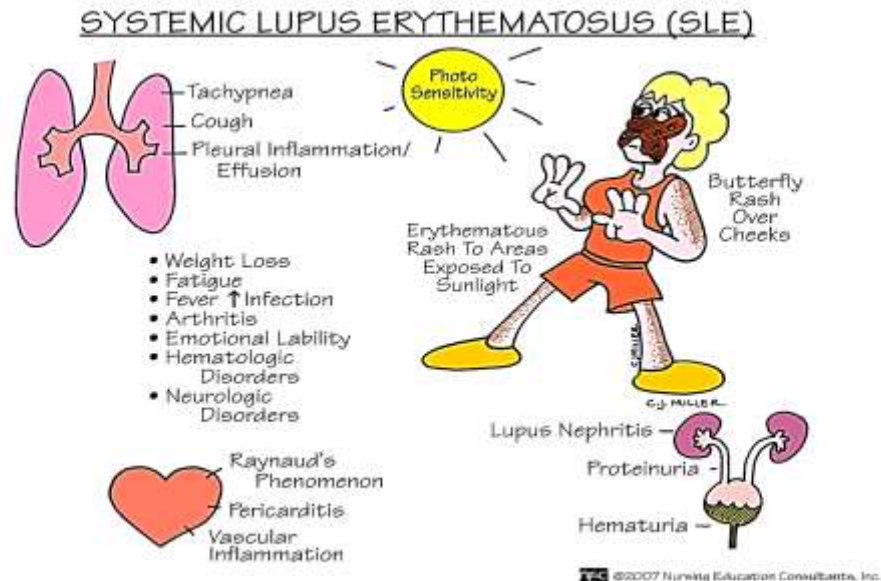 SYSTEMIC LUPUS ERYTHEMATOSUS (SLE)
Tachypnea
Cough
Pleural Inflammation/
Effusion
Photo
Sensitivity
Butterfly
Rash
Over
Cheeks
Erythematous
Rash To Areas
Exposed To
Sunlight
• Weight Loss
• Fatigue
• Fever ↑ Infection
• Arthritis
• Emotional Lability
• Hematologic
Disorders
• Neurologic
Disorders
C.MILLER
C.J. MILLER
Raynaud's
Phenomenon
Pericarditis
Vascular
Inflammation
Lupus Nephritis
Proteinuria
Hematuria
NEC ©2007 Nursing Education Consultants, Inc.